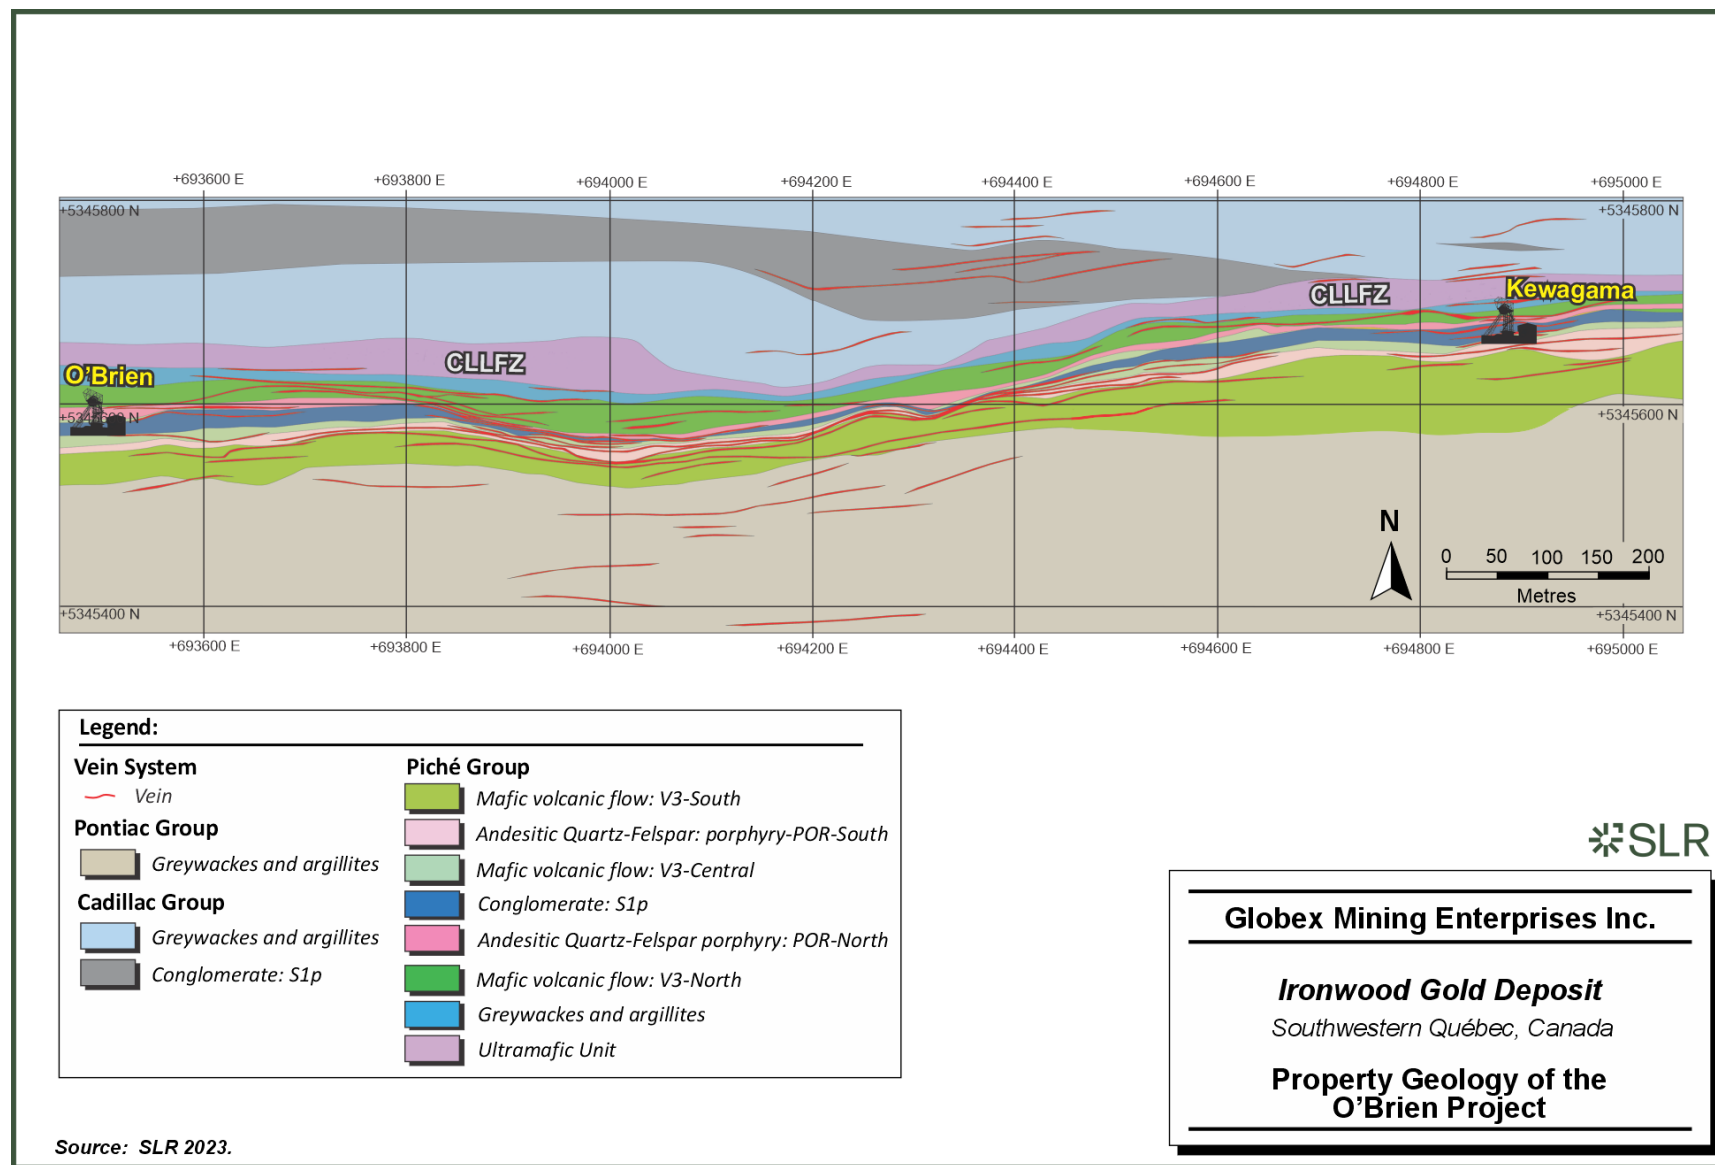 +693600 E
+693800 E
+694000 E
+694200 E
+694400 E
+694600 E
+694800 E
+695000 E
+5345800 N
+5345800 N
CLLFZ
Kewagama
CLLFZ
O'Brien
+5345600 N
+5345600 N
N
0 50 100 150 200
Metres
+5345400 N
+5345400 N
+693600 E
+693800 E
+694000 E
+694200 E
+694400 E
+694600 E
+694800 E
+695000 E
Legend:
Vein System
Vein
Pontiac Group
Greywackes and argillites
Cadillac Group
Greywackes and argillites
Conglomerate: S1p
Piché Group
Mafic volcanic flow: V3-South
Andesitic Quartz-Felspar: porphyry-POR-South
Mafic volcanic flow: V3-Central
Conglomerate: S1p
Andesitic Quartz-Felspar porphyry: POR-North
Mafic volcanic flow: V3-North
Greywackes and argillites
Ultramafic Unit
SLR
Globex Mining Enterprises Inc.
Ironwood Gold Deposit
Southwestern Québec, Canada
Property Geology of the
O'Brien Project
Source: SLR 2023.